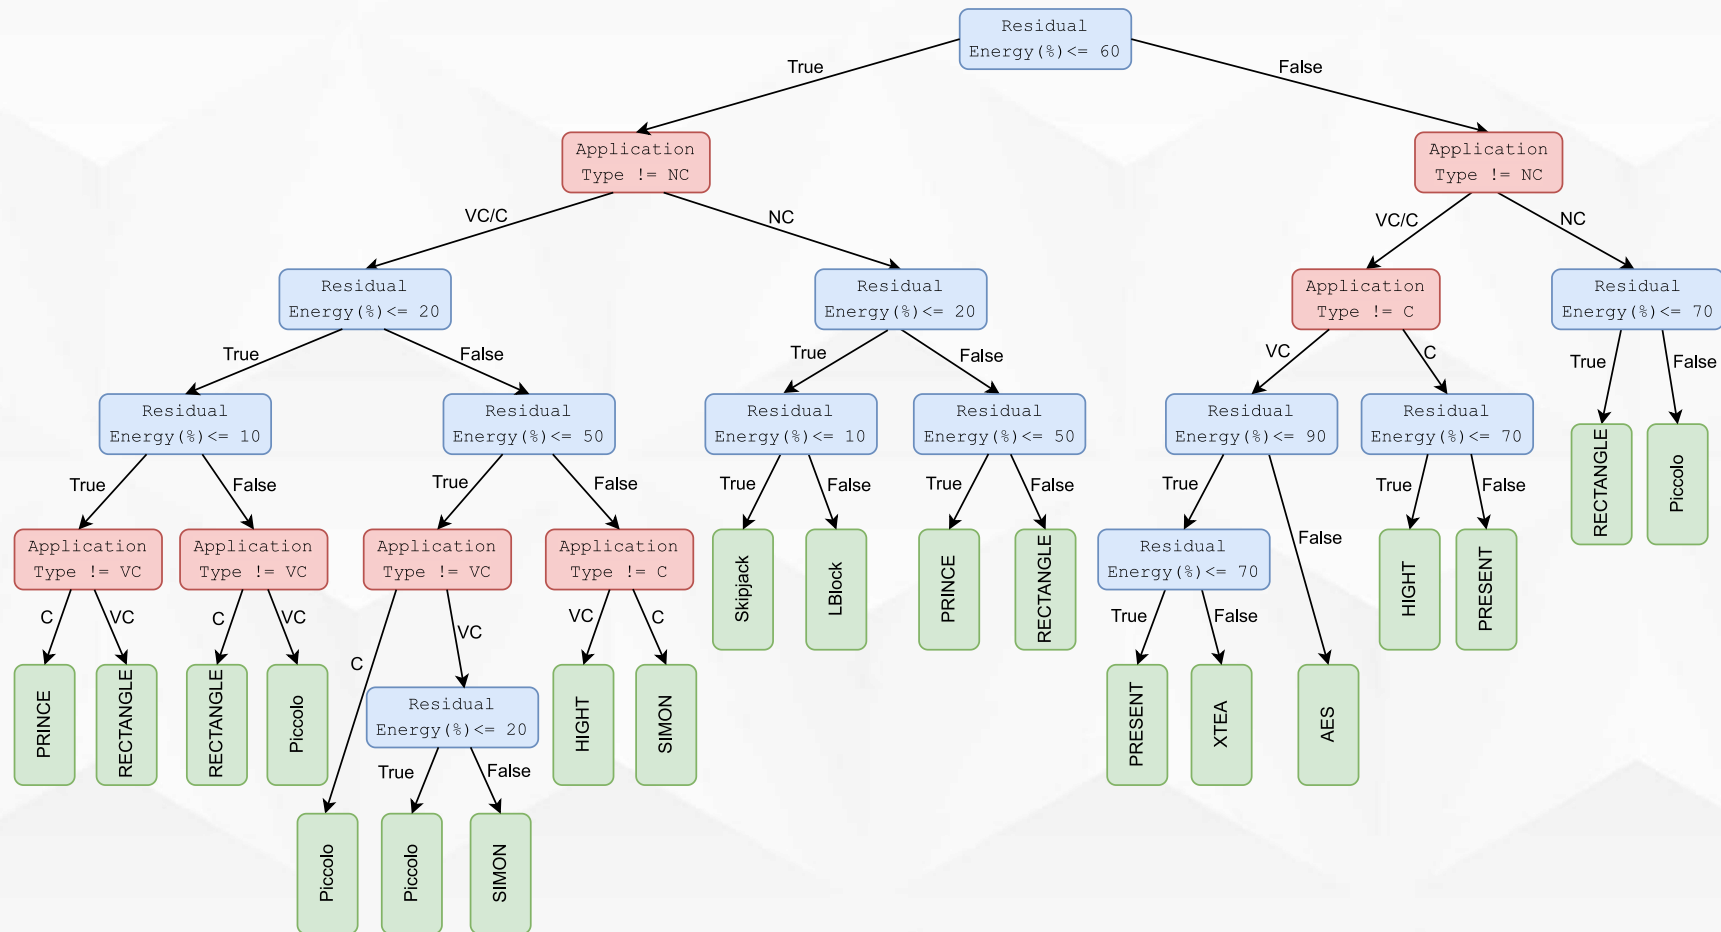 Residual
Energy(%)<= 60
True
False
Application
Type != NC
Application
Type != NC
VC/C
NC
VC/C
NC
Residual
Energy(%)<= 20
Residual
Energy(%)<= 20
Application
Type != C
Residual
Energy(%)<= 70
True
False
True
False
VC
C
True
False
Residual
Energy(%)<= 10
Residual
Energy(%)<= 50
Residual
Energy(%)<= 10
Residual
Energy(%)<= 50
Residual
Energy(%)<= 90
Residual
Energy(%)<= 70
RECTANGLE
Piccolo
True
False
True
False
True
False
True
False
True
False
True
False
Application
Type != VC
Application
Type != VC
Application
Type != VC
Application
Type != C
Skipjack
LBlock
PRINCE
RECTANGLE
Residual
Energy(%)<= 70
HIGHT
PRESENT
C
VC
C
VC
C
VC
VC
C
True
False
PRINCE
RECTANGLE
RECTANGLE
Piccolo
Residual
Energy(%)<= 20
HIGHT
SIMON
PRESENT
XTEA
AES
True
False
Piccolo
Piccolo
SIMON